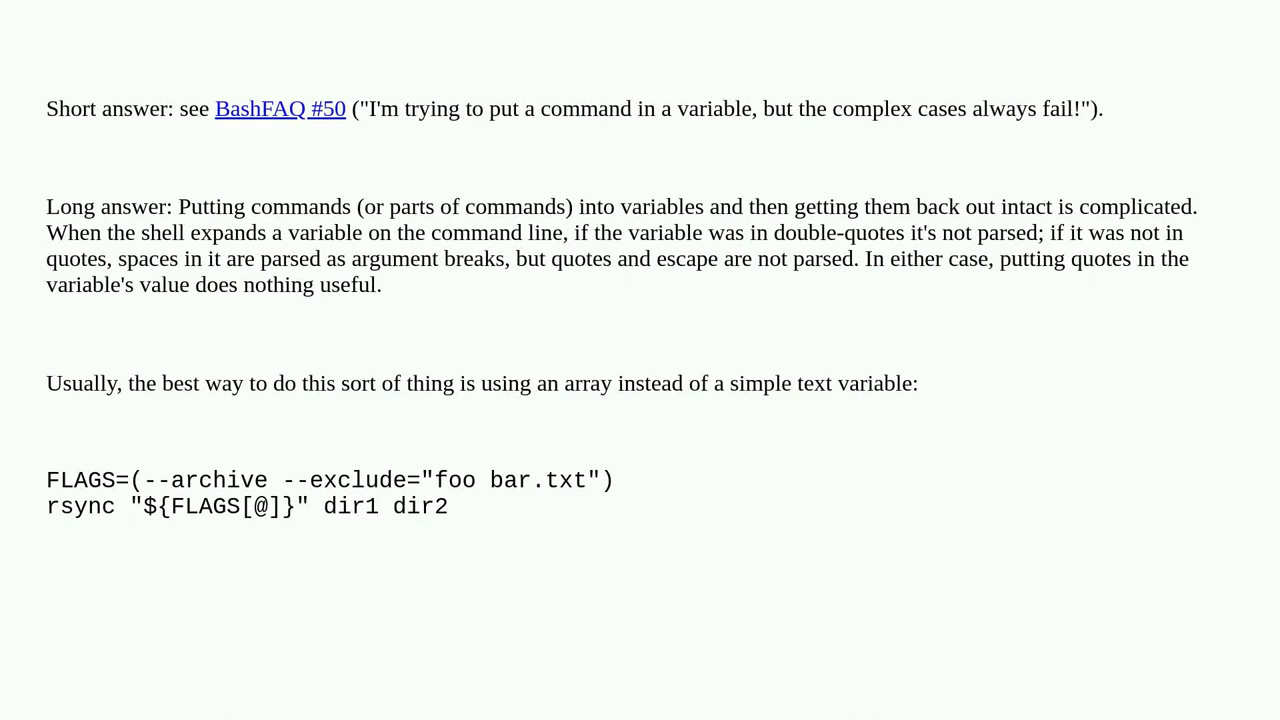 Short answer: see BashFAQ #50 ("I'm trying to put a command in a variable, but the complex cases always fail!").
Long answer: Putting commands (or parts of commands) into variables and then getting them back out intact is complicated.
When the shell expands a variable on the command line, if the variable was in double-quotes it's not parsed; if it was not in
quotes, spaces in it are parsed as argument breaks, but quotes and escape are not parsed. In either case, putting quotes in the
variable's value does nothing useful.
Usually, the best way to do this sort of thing is using an array instead of a simple text variable:
FLAGS=(--archive --exclude="foo bar.txt")
rsync "${FLAGS[@]}" dir1 dir2